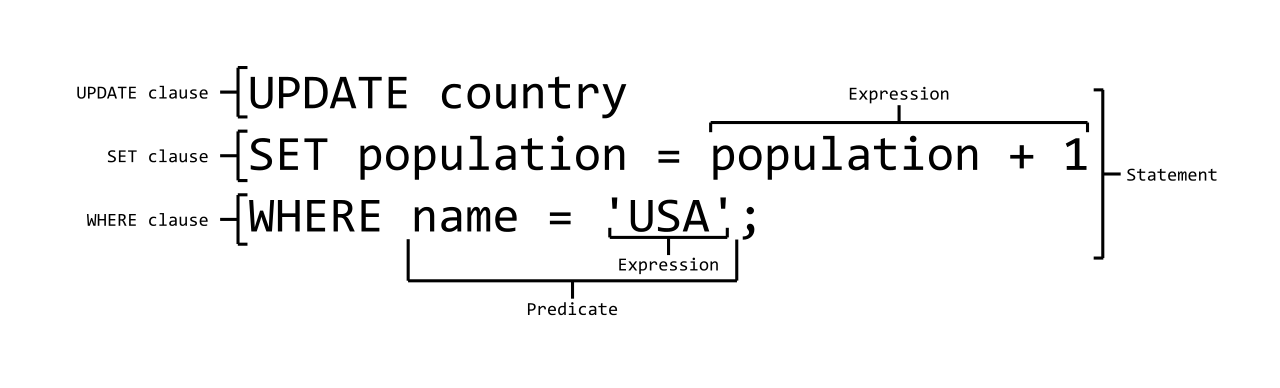 UPDATE clause
UPDATE country
Expression
SET clause
SET population = population + 1
Statement
WHERE clause
WHERE name = 'USA';
Expression
Predicate